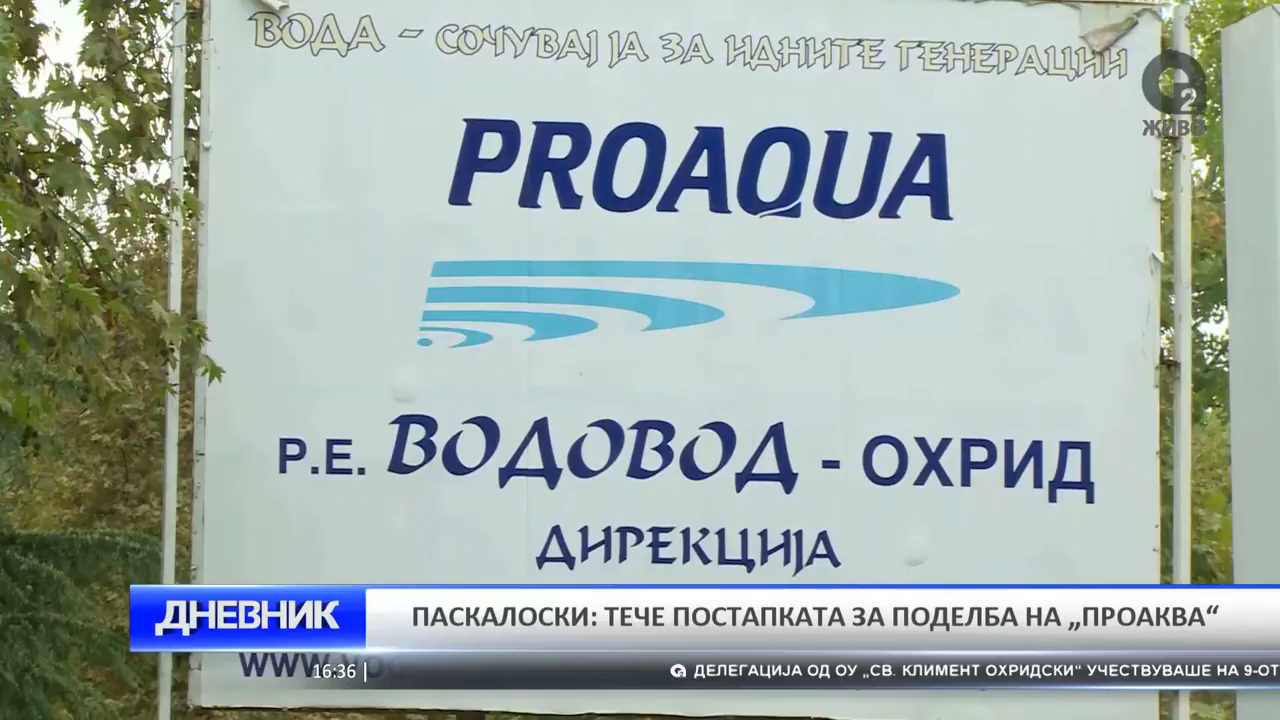 ВОДА - СОЧУВАЈ ЈА ЗА ИДНИТЕ ГЕНЕРАЦИИ
2
ЖИВО
PROAQUA
Р.Е. ВОДОВОД - ОХРИД
ДИРЕКЦИЈА
ДНЕВНИК
ПАСКАЛОСКИ: ТЕЧЕ ПОСТАПКАТА ЗА ПОДЕЛБА НА „ПРОАКВА“
16:36
ДЕЛЕГАЦИЈА ОД ОУ „СВ. КЛИМЕНТ ОХРИДСКИ“ УЧЕСТВУВАШЕ НА 9-ОТ